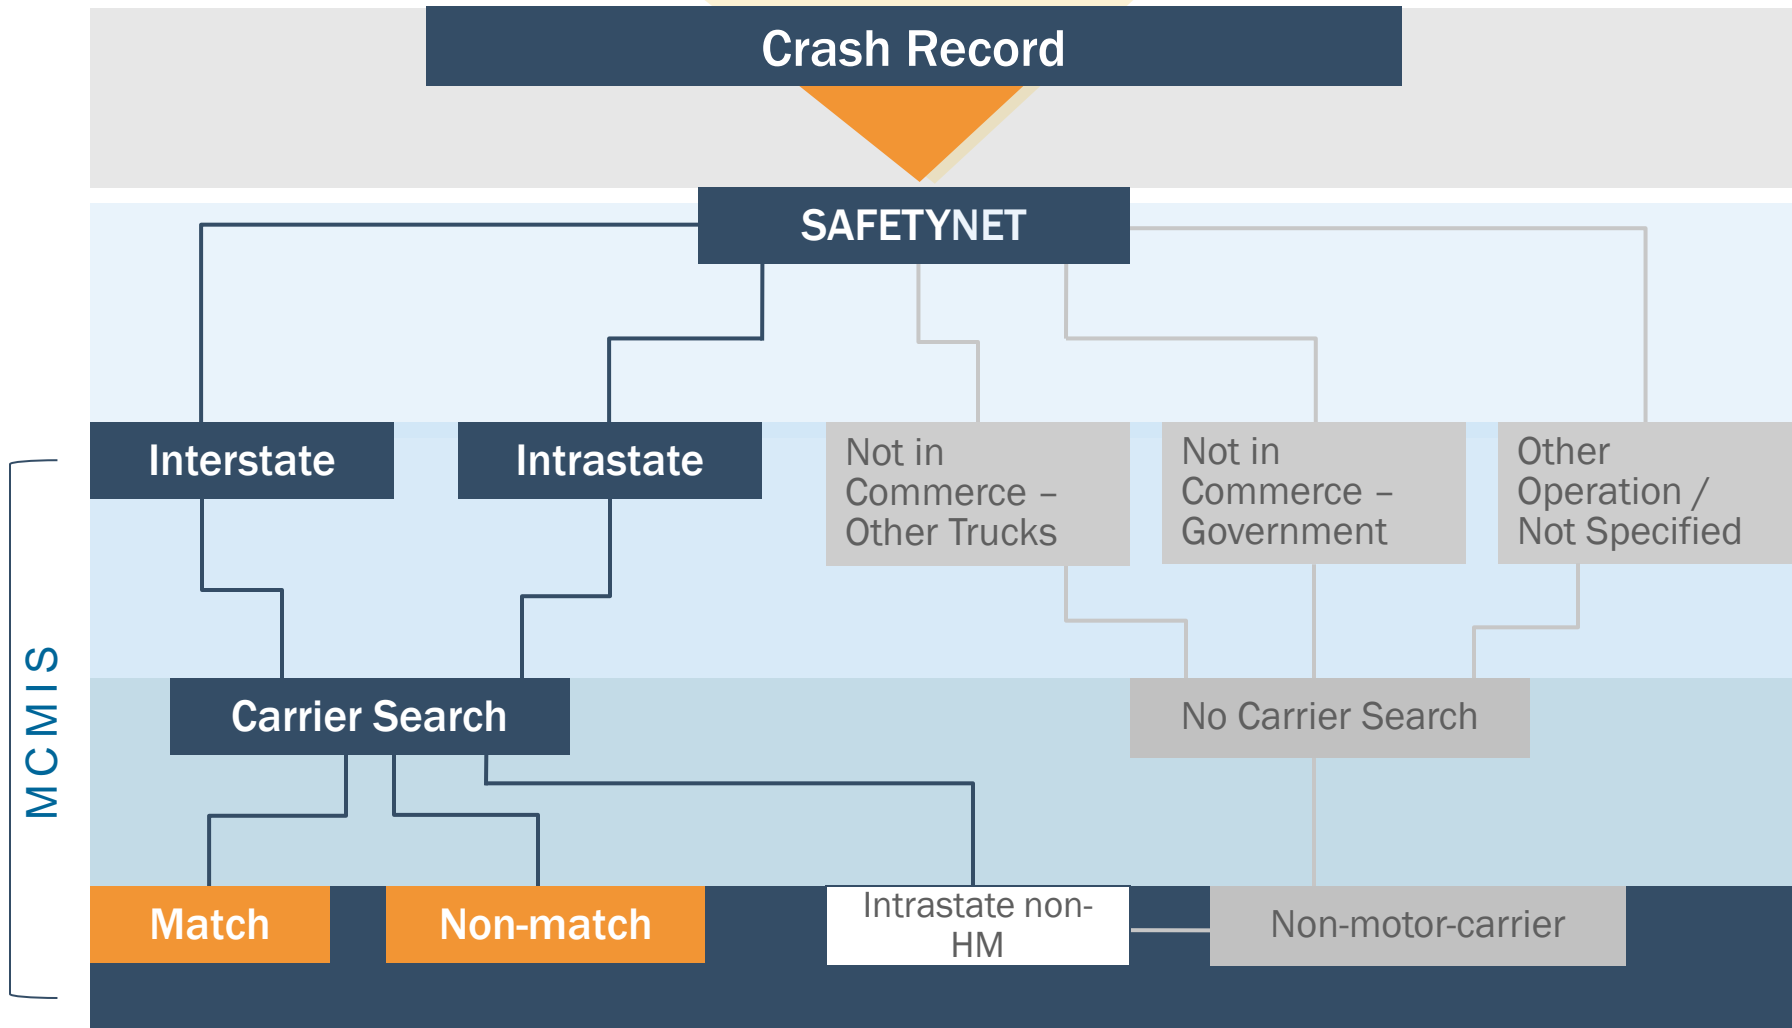 Crash Record
SAFETYNET
Interstate
Intrastate
Not in
Commerce –
Other Trucks
Not in
Commerce –
Government
Other
Operation /
Not Specified
MCMIS
Carrier Search
No Carrier Search
Match
Non-match
Intrastate non-
HM
Non-motor-carrier